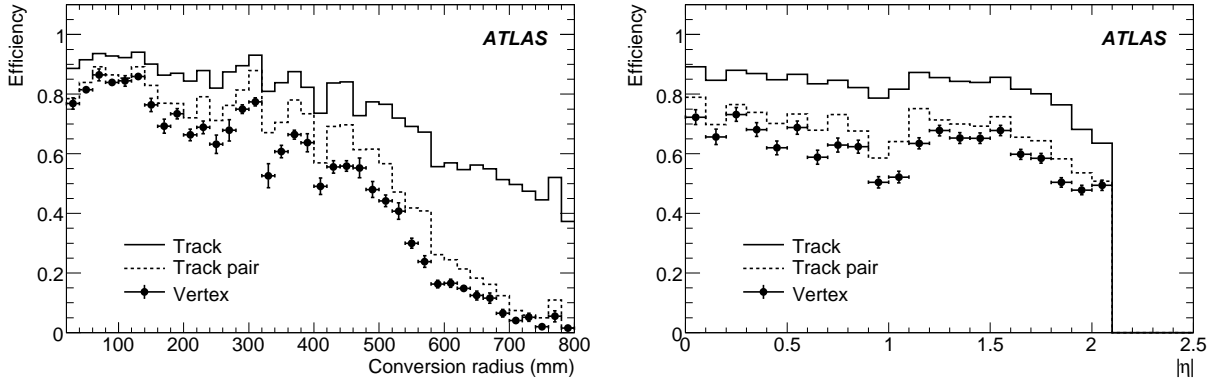 Efficiency
1
0.8
0.6
0.4
0.2
0
ATLAS
Track
Track pair
Vertex
100 200 300 400 500 600 700 800
Conversion radius (mm)
Efficiency
1
0.8
0.6
0.4
0.2
0
ATLAS
Track
Track pair
Vertex
0 0.5 1 1.5 2 2.5
|η|